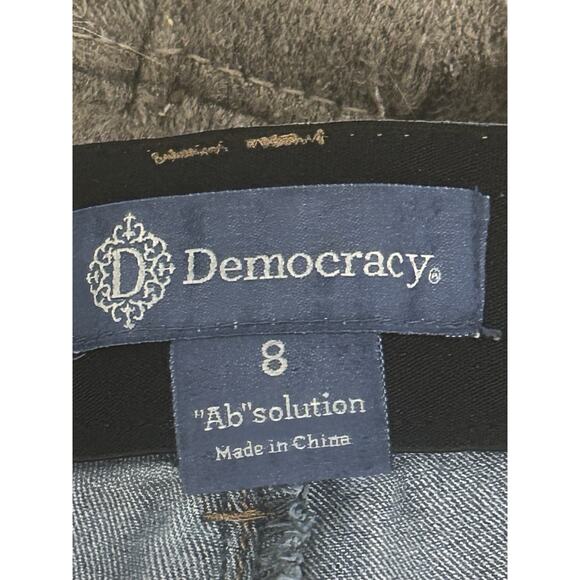 D Democracy®
8
"Ab"solution
Made in China